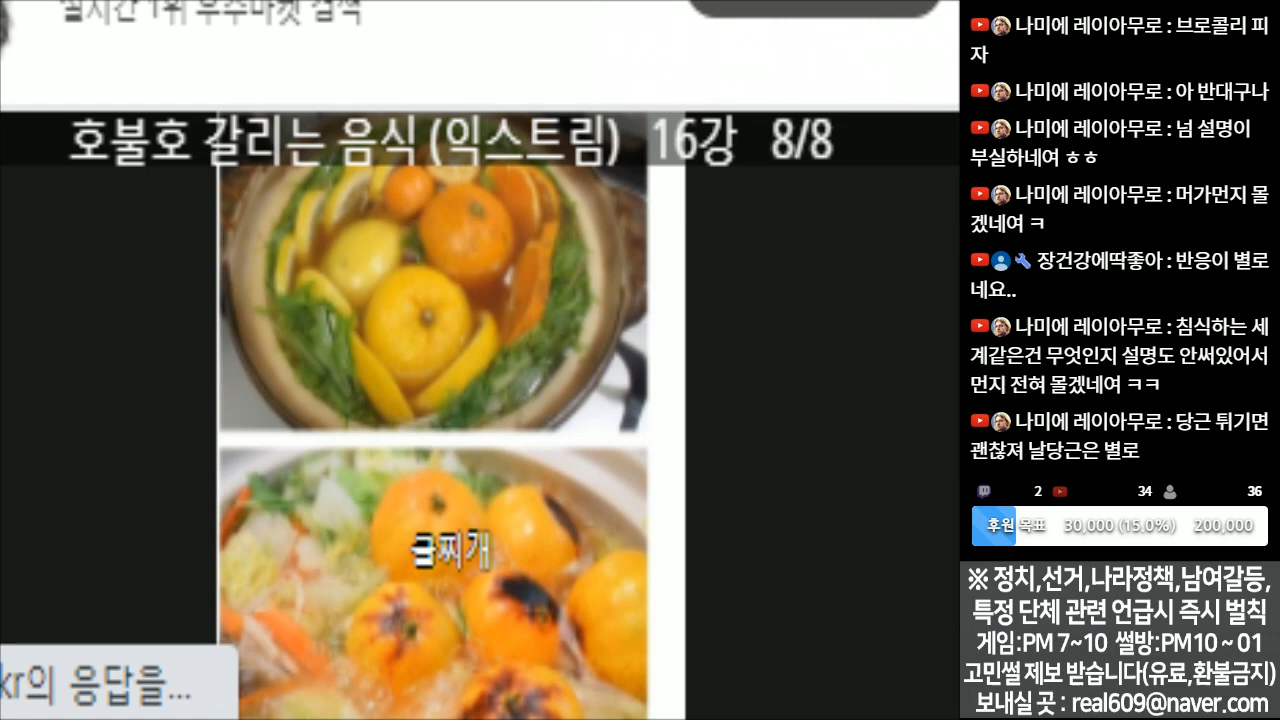 실시간 1위 우주마켓 검색
호불호 갈리는 음식 (익스트림) 16강 8/8
귤찌개
kr의 응답을...
나미에 레이아무로 : 브로콜리 피
자
나미에 레이아무로 : 아 반대구나
나미에 레이아무로 : 넘 설명이
부실하네여 ㅎㅎ
나미에 레이아무로 : 머가먼지 몰
겠네여 ㅋ
장건강에딱좋아 : 반응이 별로
네요..
나미에 레이아무로 : 침식하는 세
계같은건 무엇인지 설명도 안써있어서
먼지 전혀 몰겠네여 ㅋㅋ
나미에 레이아무로 : 당근 튀기면
괜찮져 날당근은 별로
2 34 36
후원 목표 30,000 (15.0%) 200,000
※ 정치,선거,나라정책,남여갈등,
특정 단체 관련 언급시 즉시 벌칙
게임:PM 7~10 썰방:PM10 ~ 01
고민썰 제보 받습니다(유료,환불금지)
보내실 곳 : real609@naver.com